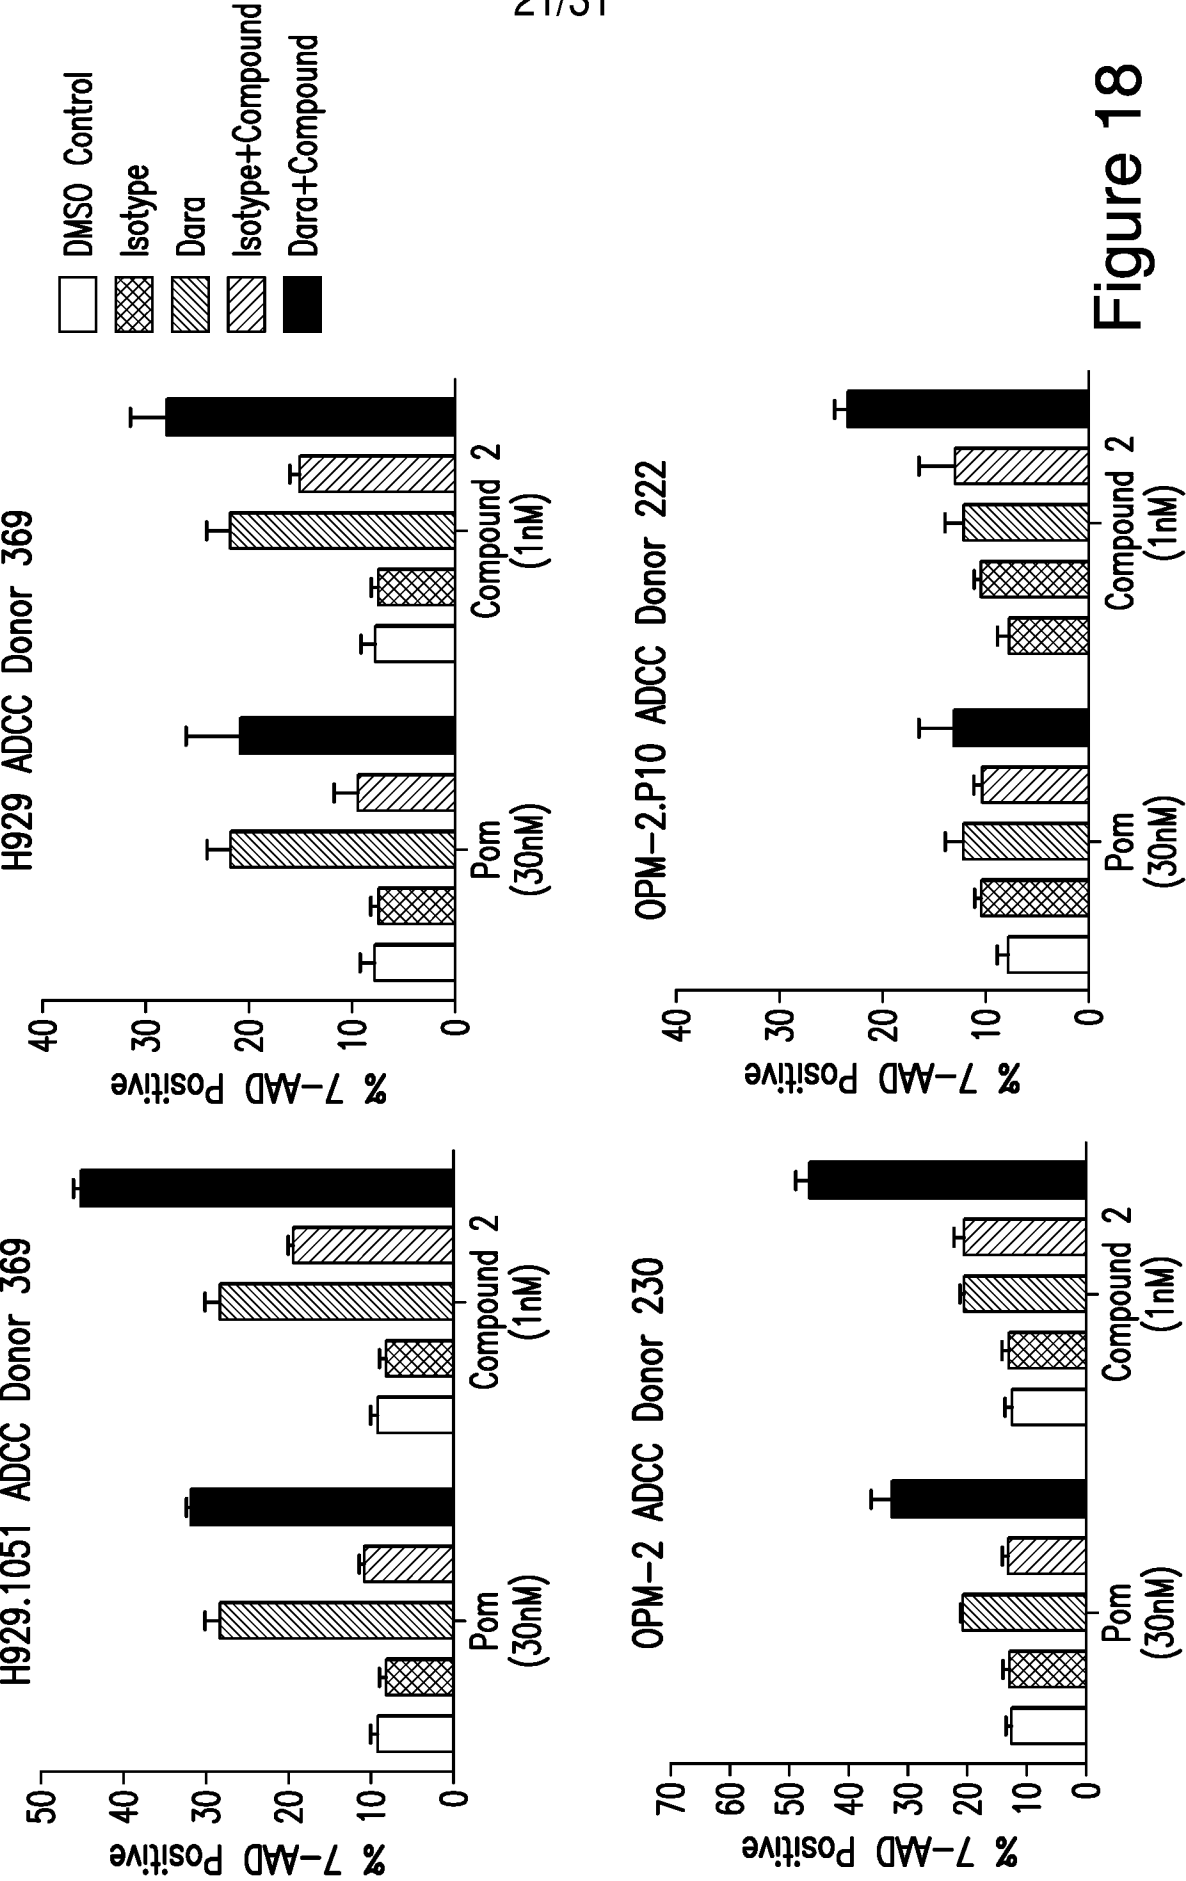 21/31
H929.1051 ADCC Donor 369
% 7-AAD Positive
50
40
30
20
10
0
Pom
(30nM)
Compound 2
(1nM)
H929 ADCC Donor 369
% 7-AAD Positive
40
30
20
10
0
Pom
(30nM)
Compound 2
(1nM)
DMSO Control
Isotype
Dara
Isotype+Compound
Dara+Compound
OPM-2 ADCC Donor 230
% 7-AAD Positive
70
60
50
40
30
20
10
0
Pom
(30nM)
Compound 2
(1nM)
OPM-2.P10 ADCC Donor 222
% 7-AAD Positive
40
30
20
10
0
Pom
(30nM)
Compound 2
(1nM)
Figure 18